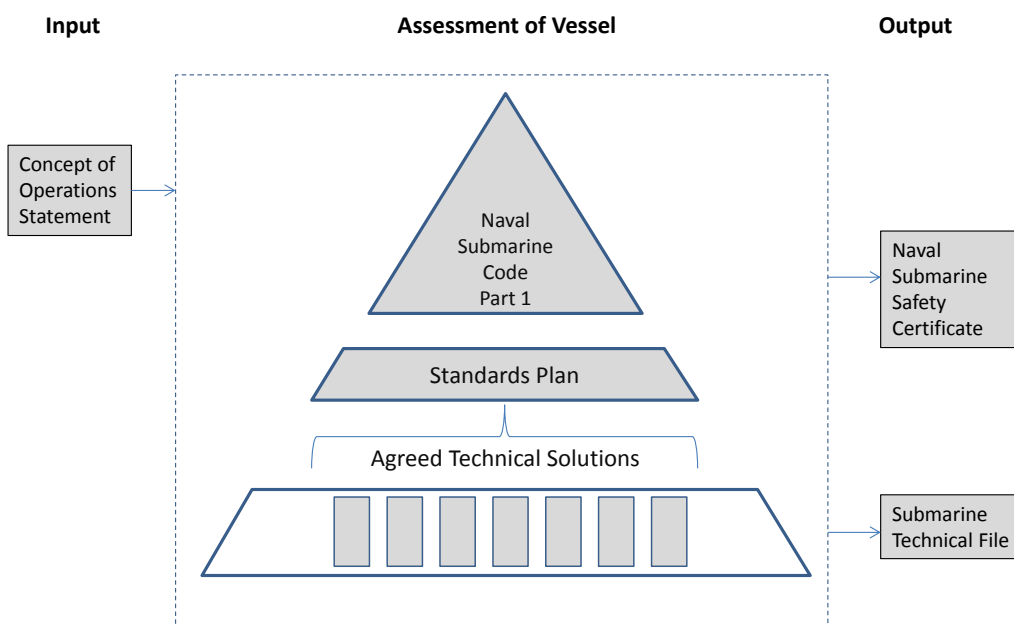 Input
Assessment of Vessel
Output
Concept of
Operations
Statement
Naval
Submarine
Code
Part 1
Naval
Submarine
Safety
Certificate
Standards Plan
Agreed Technical Solutions
Submarine
Technical File